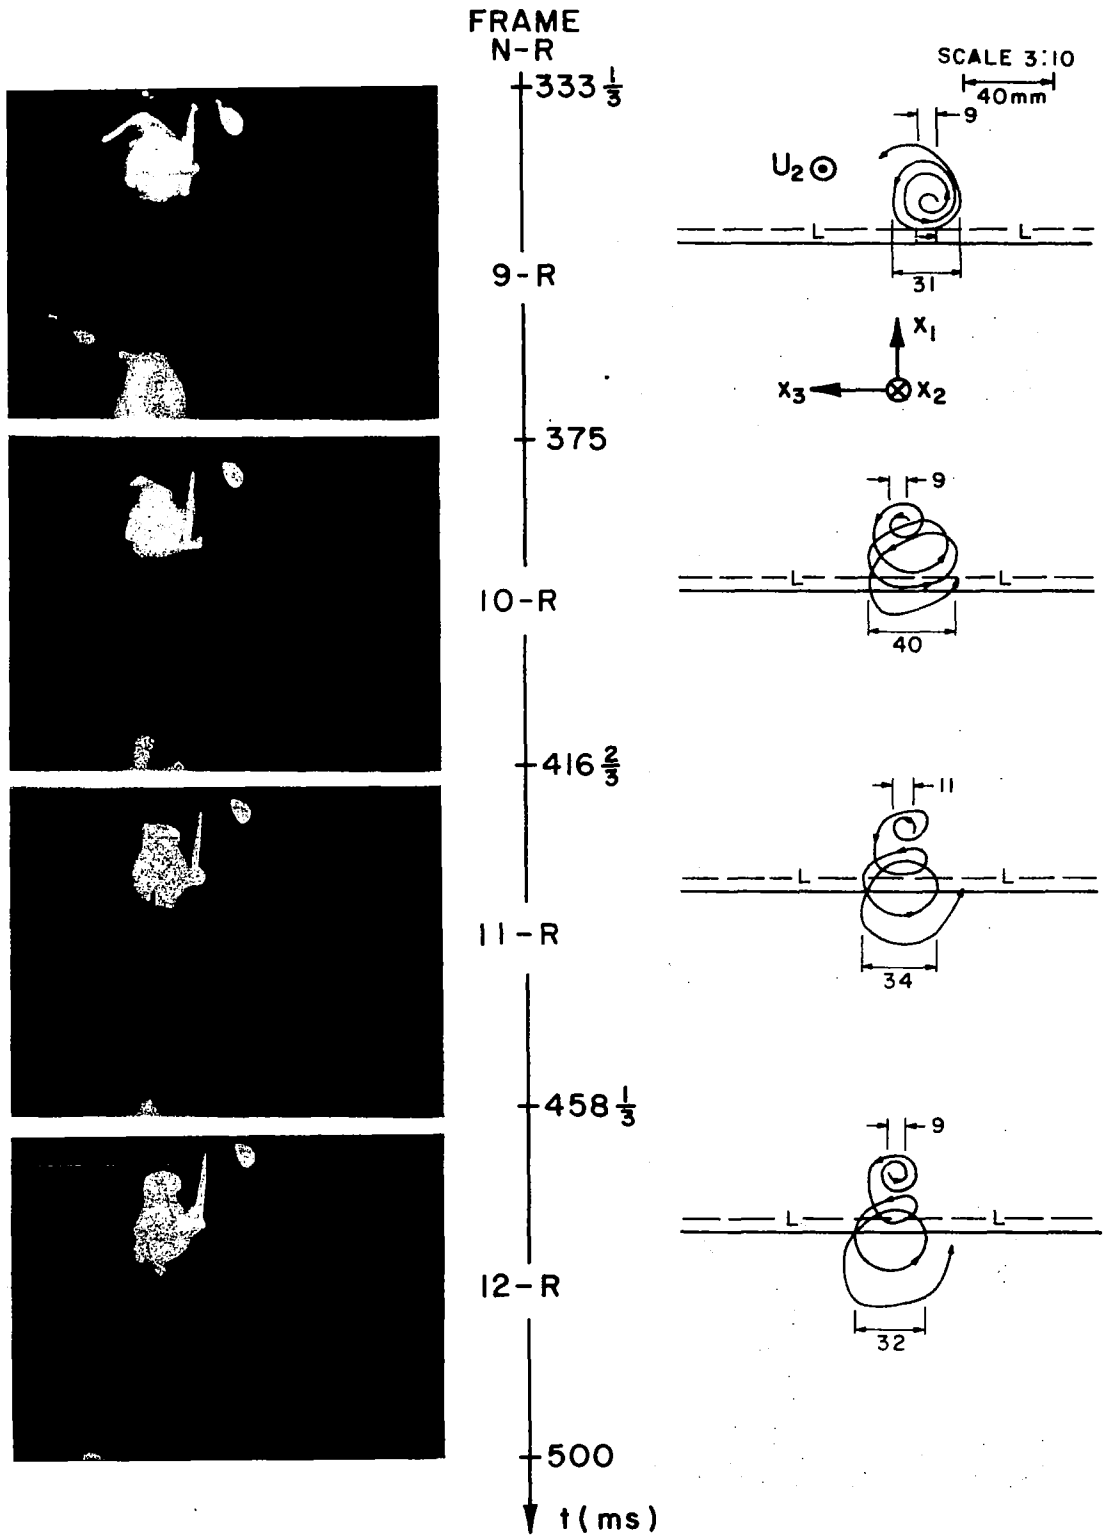 FRAME
N-R
333 1/3
SCALE 3:10
40mm
9
U₂
L L
9-R
31
X₁
X₃ X₂
375
9
10-R
L L
40
416 2/3
11
L L
11-R
34
458 1/3
9
L L
12-R
32
500
t (ms)